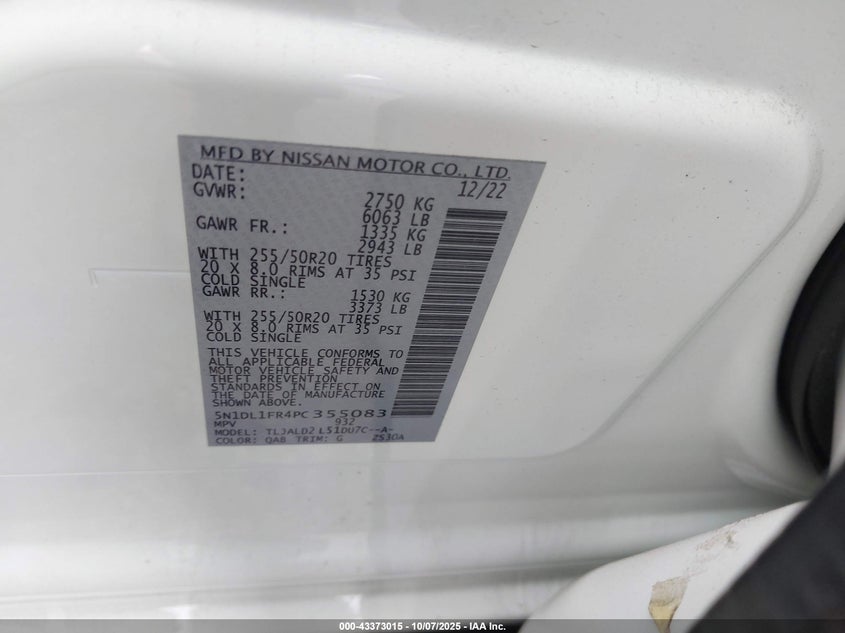 MFD BY NISSAN MOTOR CO., LTD.
DATE: 12/22
GVWR: 2750 KG
6063 LB
GAWR FR.: 1335 KG
2943 LB
WITH 255/50R20 TIRES
20 X 8.0 RIMS AT 35 PSI
COLD SINGLE
GAWR RR.: 1530 KG
3373 LB
WITH 255/50R20 TIRES
20 X 8.0 RIMS AT 35 PSI
COLD SINGLE
THIS VEHICLE CONFORMS TO
ALL APPLICABLE FEDERAL
MOTOR VEHICLE SAFETY AND
THEFT PREVENTION
STANDARDS IN EFFECT ON
THE DATE OF MANUFACTURE
SHOWN ABOVE.
5N1DL1FR4PC355083
MPV 932
MODEL: TLJALD2 L51DU7C--A-
COLOR: QAB TRIM: G ZS30A
000-43373015 - 10/07/2025 - IAA Inc.